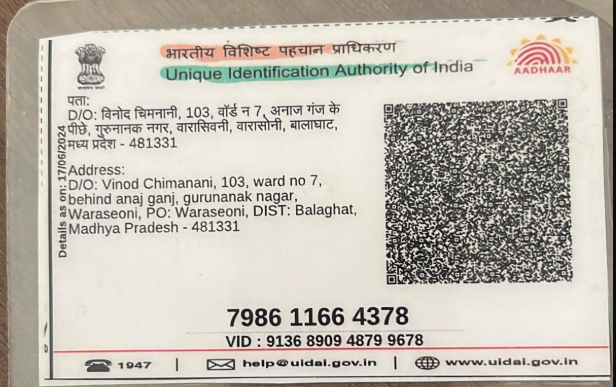 भारतीय विशिष्ट पहचान प्राधिकरण
Unique Identification Authority of India
AADHAAR
पता:
D/O: विनोद चिमनानी, 103, वॉर्ड न 7, अनाज गंज के
पीछे, गुरुनानक नगर, वारासिवनी, वारासोनी, बालाघाट,
मध्य प्रदेश - 481331
Details as on: 17/06/2024
Address:
D/O: Vinod Chimanani, 103, ward no 7,
behind anaj ganj, gurunanak nagar,
Waraseoni, PO: Waraseoni, DIST: Balaghat,
Madhya Pradesh - 481331
7986 1166 4378
VID : 9136 8909 4879 9678
1947 | help@uidai.gov.in | www.uidai.gov.in